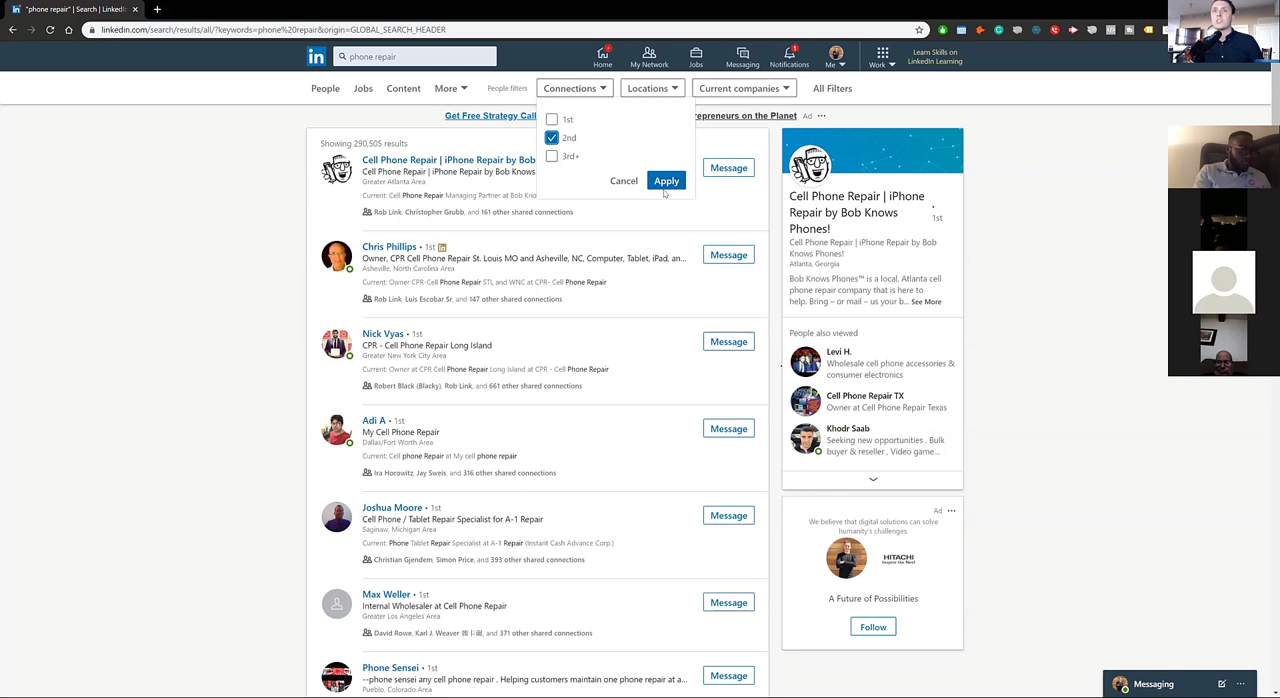 "phone repair" | Search | LinkedIn
linkedin.com/search/results/all/?keywords=phone%20repair&origin=GLOBAL_SEARCH_HEADER
in
phone repair
Home
My Network
Jobs
Messaging
1
Notifications
Me
Work
Learn Skills on
LinkedIn Learning
People
Jobs
Content
More
People filters
Connections
Locations
Current companies
All Filters
1st
2nd
3rd+
Cancel
Apply
Get Free Strategy Call
repreneurs on the Planet
Ad
Showing 290,505 results
Cell Phone Repair | iPhone Repair by Bob
Cell Phone Repair | iPhone Repair by Bob Knows
Greater Atlanta Area
Current: Cell Phone Repair Managing Partner at Bob Kno
Rob Link, Christopher Grubb, and 161 other shared connections
Message
Chris Phillips • 1st
Owner, CPR Cell Phone Repair St. Louis MO and Asheville, NC, Computer, Tablet, iPad, an...
Asheville, North Carolina Area
Current: Owner CPR-Cell Phone Repair STL and WNC at CPR- Cell Phone Repair
Rob Link, Luis Escobar Sr, and 147 other shared connections
Message
Nick Vyas • 1st
CPR - Cell Phone Repair Long Island
Greater New York City Area
Current: Owner at CPR Cell Phone Repair Long Island at CPR - Cell Phone Repair
Robert Black (Blacky), Rob Link, and 661 other shared connections
Message
Adi A • 1st
My Cell Phone Repair
Dallas/Fort Worth Area
Current: Cell phone Repair at My cell phone repair
Ira Horowitz, Jay Sweis, and 316 other shared connections
Message
Joshua Moore • 1st
Cell Phone / Tablet Repair Specialist for A-1 Repair
Saginaw, Michigan Area
Current: Phone Tablet Repair Specialist at A-1 Repair (Instant Cash Advance Corp.)
Christian Gjendem, Simon Price, and 393 other shared connections
Message
Max Weller • 1st
Internal Wholesaler at Cell Phone Repair
Greater Los Angeles Area
David Rowe, Karl J. Weaver
and 371 other shared connections
Message
Phone Sensei • 1st
--phone sensei any cell phone repair . Helping customers maintain one phone repair at a...
Pueblo, Colorado Area
Message
Cell Phone Repair | iPhone
Repair by Bob Knows
Phones!
• 1st
Cell Phone Repair | iPhone Repair by Bob
Knows Phones!
Atlanta, Georgia
Bob Knows Phones™ is a local, Atlanta cell
phone repair company that is here to
help. Bring – or mail – us your b... See More
People also viewed
Levi H.
Wholesale cell phone accessories &
consumer electronics
Cell Phone Repair TX
Owner at Cell Phone Repair Texas
Khodr Saab
Seeking new opportunities . Bulk
buyer & reseller , Video game...
Ad
We believe that digital solutions can solve
humanity's challenges.
HITACHI
Inspire the Next
A Future of Possibilities
Follow
Messaging